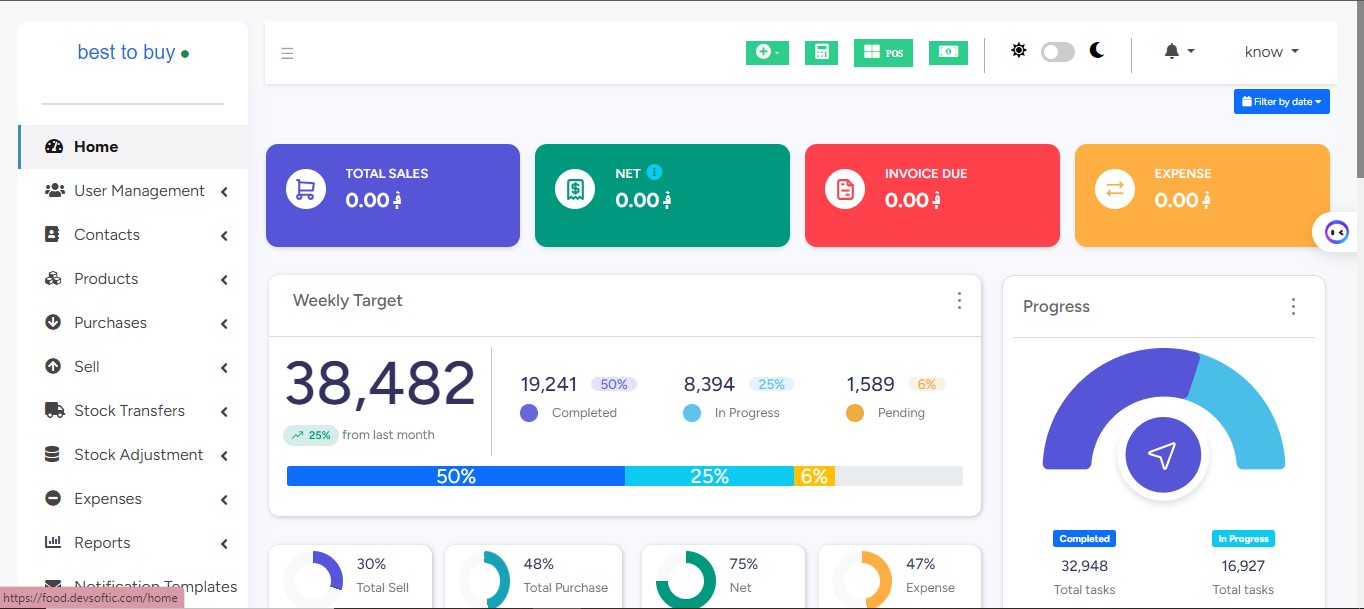 best to buy
POS
know
Filter by date
Home
User Management
Contacts
Products
Purchases
Sell
Stock Transfers
Stock Adjustment
Expenses
Reports
Notification Templates
https://food.devsoftic.com/home
TOTAL SALES
0.00 ؋
NET
0.00 ؋
INVOICE DUE
0.00 ؋
EXPENSE
0.00 ؋
Weekly Target
38,482
25% from last month
19,241 50%
Completed
8,394 25%
In Progress
1,589 6%
Pending
50% 25% 6%
Progress
Completed
32,948
Total tasks
In Progress
16,927
Total tasks
30%
Total Sell
48%
Total Purchase
75%
Net
47%
Expense